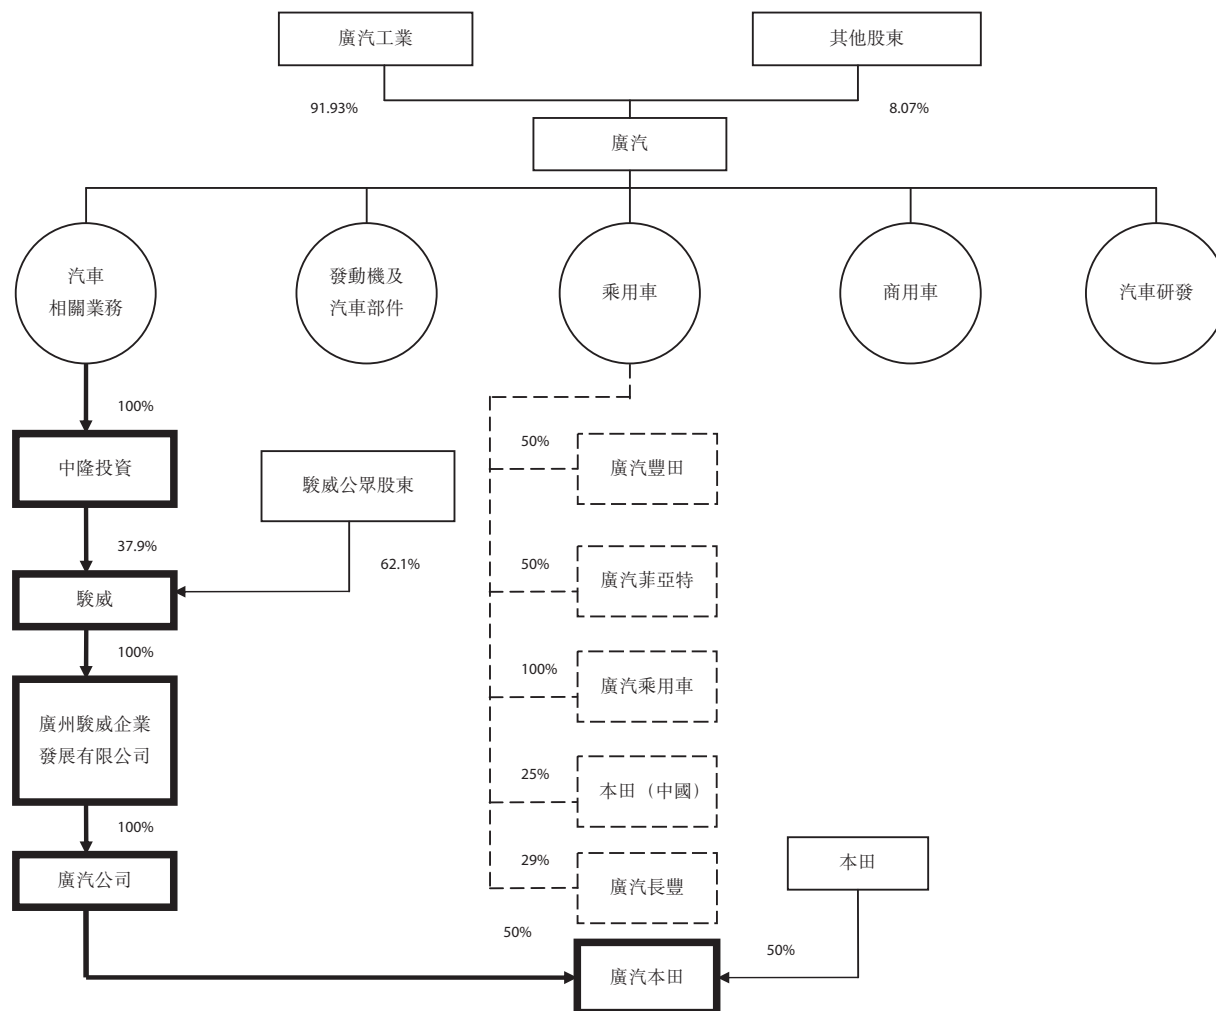 廣汽工業
其他股東
91.93%
8.07%
廣汽
汽車
相關業務
發動機及
汽車部件
乘用車
商用車
汽車研發
100%
中隆投資
駿威公眾股東
50%
廣汽豐田
37.9%
62.1%
駿威
50%
廣汽菲亞特
100%
廣州駿威企業
發展有限公司
100%
廣汽乘用車
25%
本田（中國）
100%
廣汽公司
29%
廣汽長豐
本田
50%
廣汽本田
50%